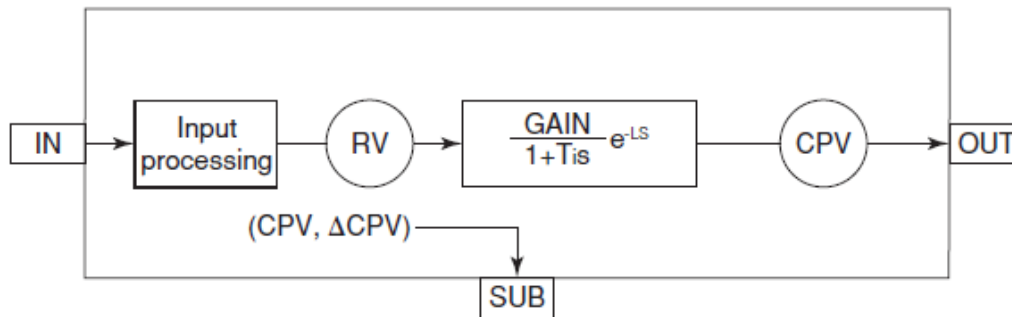 IN
Input
processing
RV
GAIN
1+Tis
e-LS
CPV
OUT
(CPV, ΔCPV)
SUB